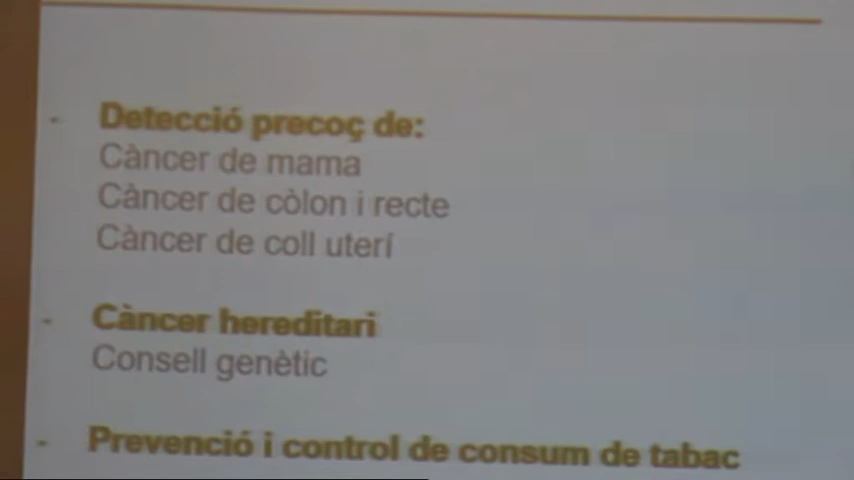 - Detecció precoç de:
Càncer de mama
Càncer de còlon i recte
Càncer de coll uterí
- Càncer hereditari
Consell genètic
- Prevenció i control de consum de tabac